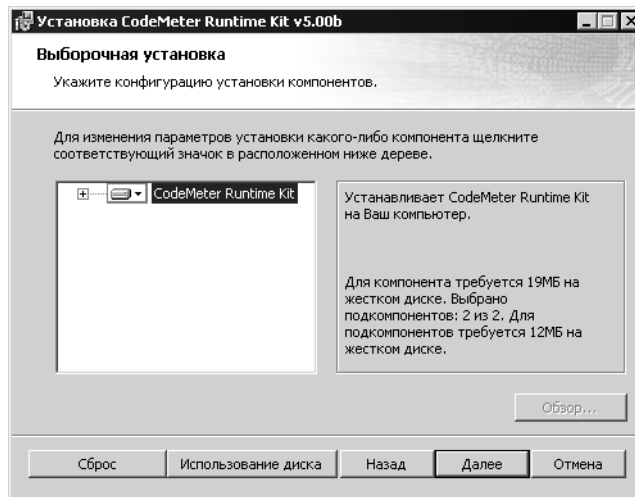 Установка CodeMeter Runtime Kit v5.00b
Выборочная установка
Укажите конфигурацию установки компонентов.
Для изменения параметров установки какого-либо компонента щелкните
соответствующий значок в расположенном ниже дереве.
CodeMeter Runtime Kit
Устанавливает CodeMeter Runtime Kit
на Ваш компьютер.
Для компонента требуется 19МБ на
жестком диске. Выбрано
подкомпонентов: 2 из 2. Для
подкомпонентов требуется 12МБ на
жестком диске.
Обзор...
Сброс
Использование диска
Назад
Далее
Отмена